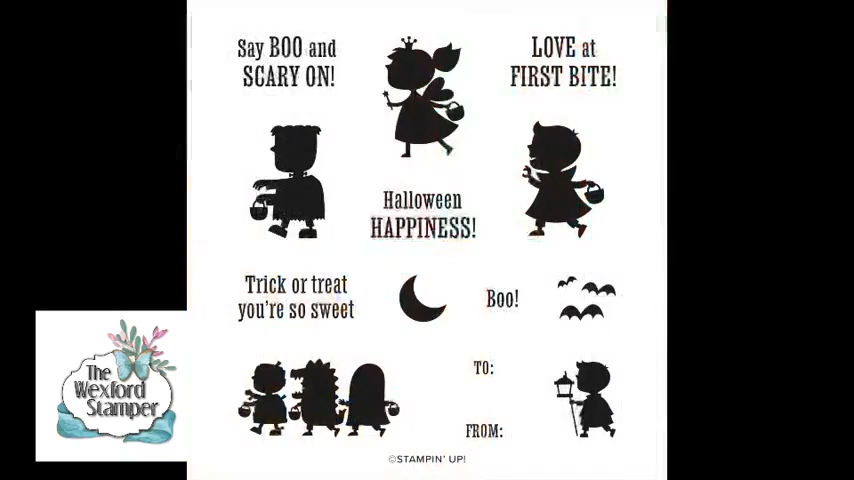 Say BOO and
SCARY ON!
LOVE at
FIRST BITE!
Halloween
HAPPINESS!
Trick or treat
you're so sweet
Boo!
TO:
FROM:
©STAMPIN' UP!
The
Wexford
Stamper